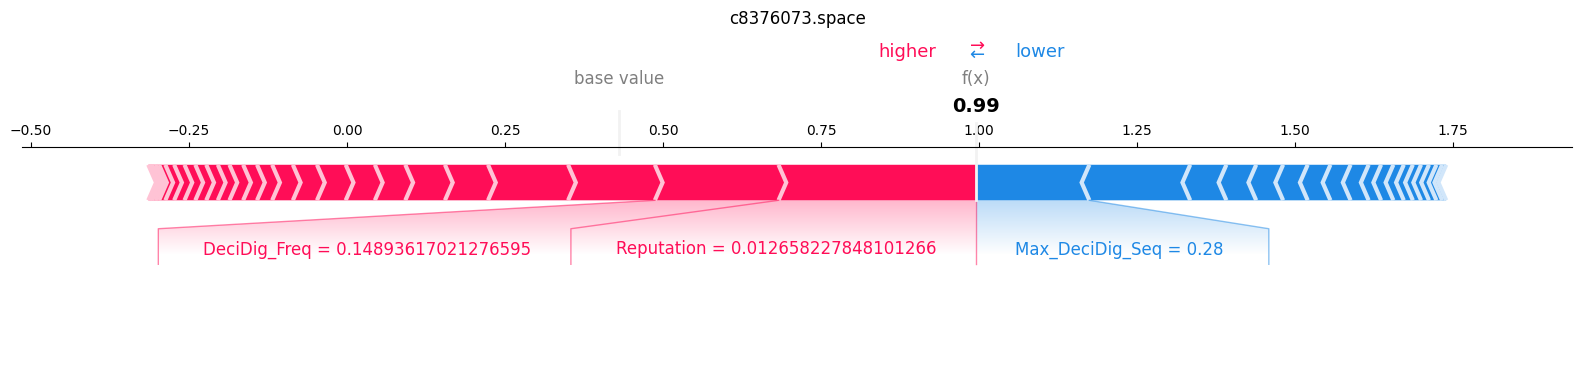 c8376073.space
higher ⇄ lower
base value f(x)
0.99
−0.50 −0.25 0.00 0.25 0.50 0.75 1.00 1.25 1.50 1.75
DeciDig_Freq = 0.14893617021276595 Reputation = 0.012658227848101266 Max_DeciDig_Seq = 0.28